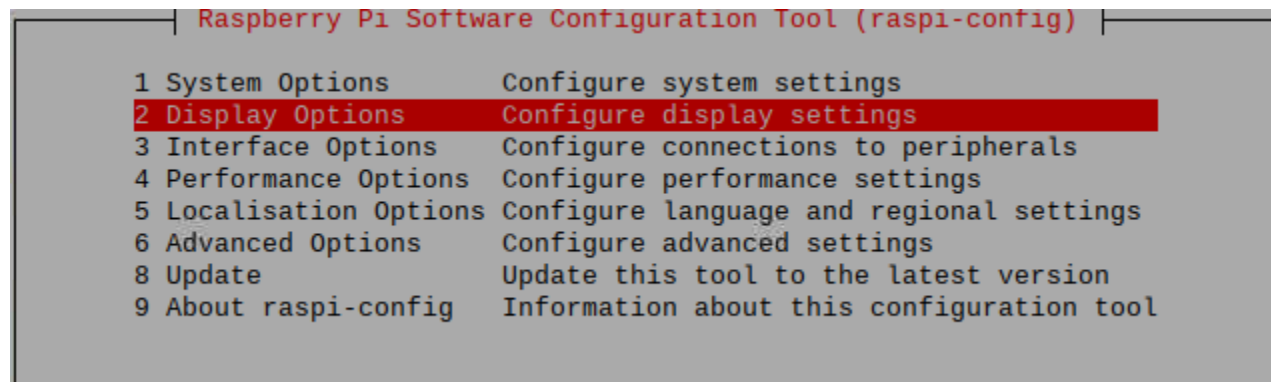 Raspberry Pi Software Configuration Tool (raspi-config)
1 System Options Configure system settings
2 Display Options Configure display settings
3 Interface Options Configure connections to peripherals
4 Performance Options Configure performance settings
5 Localisation Options Configure language and regional settings
6 Advanced Options Configure advanced settings
8 Update Update this tool to the latest version
9 About raspi-config Information about this configuration tool